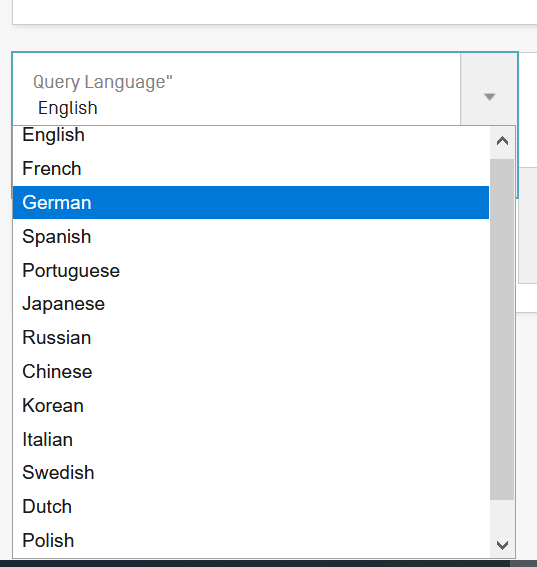 Query Language"
English
English
French
German
Spanish
Portuguese
Japanese
Russian
Chinese
Korean
Italian
Swedish
Dutch
Polish